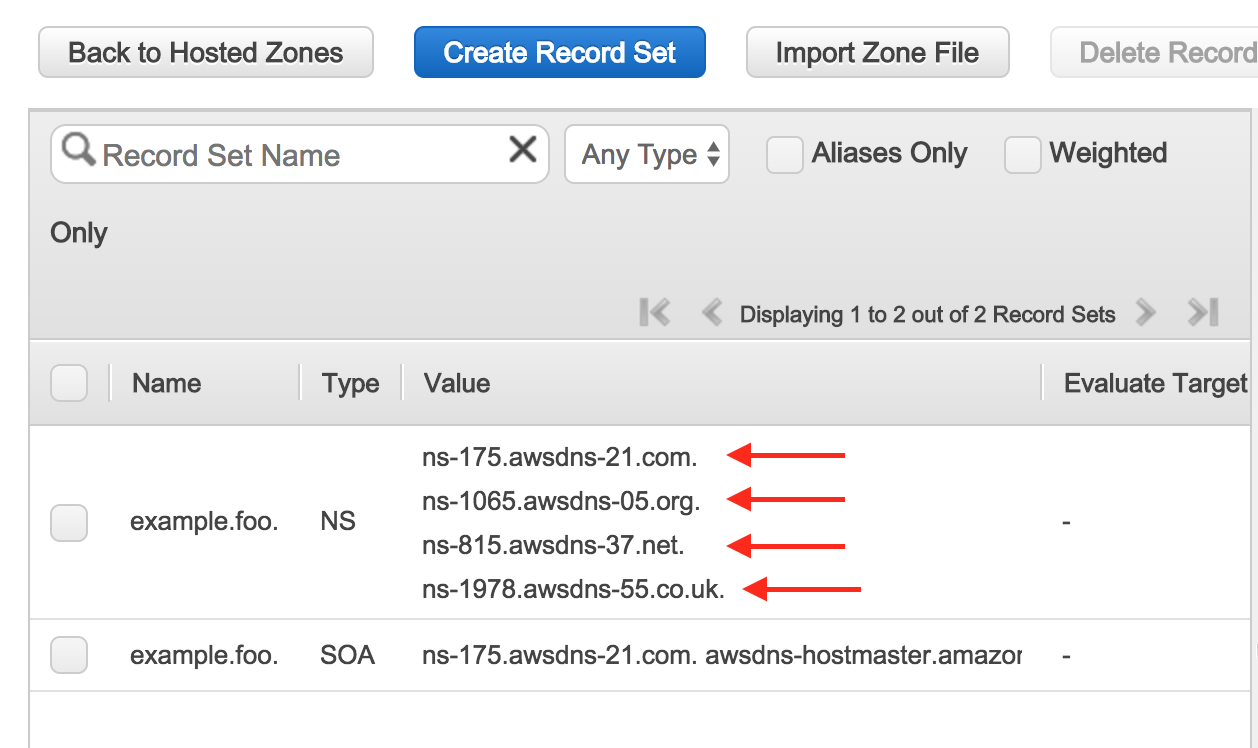 Back to Hosted Zones Create Record Set Import Zone File Delete Record
Record Set Name Any Type Aliases Only Weighted
Only
Displaying 1 to 2 out of 2 Record Sets
Name Type Value Evaluate Target
ns-175.awsdns-21.com.
ns-1065.awsdns-05.org.
example.foo. NS -
ns-815.awsdns-37.net.
ns-1978.awsdns-55.co.uk.
example.foo. SOA ns-175.awsdns-21.com. awsdns-hostmaster.amazon -